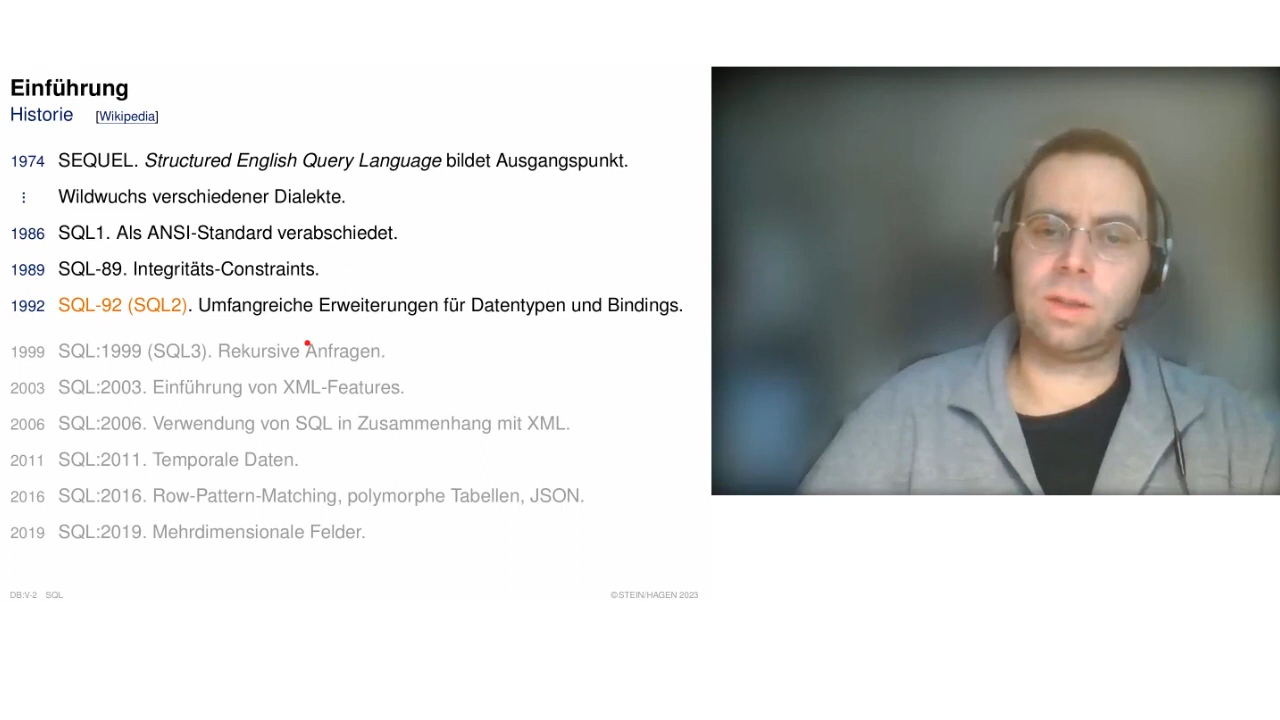 Einführung
Historie [Wikipedia]
1974 SEQUEL. Structured English Query Language bildet Ausgangspunkt.
⋮ Wildwuchs verschiedener Dialekte.
1986 SQL1. Als ANSI-Standard verabschiedet.
1989 SQL-89. Integritäts-Constraints.
1992 SQL-92 (SQL2). Umfangreiche Erweiterungen für Datentypen und Bindings.
1999 SQL:1999 (SQL3). Rekursive Anfragen.
2003 SQL:2003. Einführung von XML-Features.
2006 SQL:2006. Verwendung von SQL in Zusammenhang mit XML.
2011 SQL:2011. Temporale Daten.
2016 SQL:2016. Row-Pattern-Matching, polymorphe Tabellen, JSON.
2019 SQL:2019. Mehrdimensionale Felder.
DB:V-2 SQL ©STEIN/HAGEN 2023